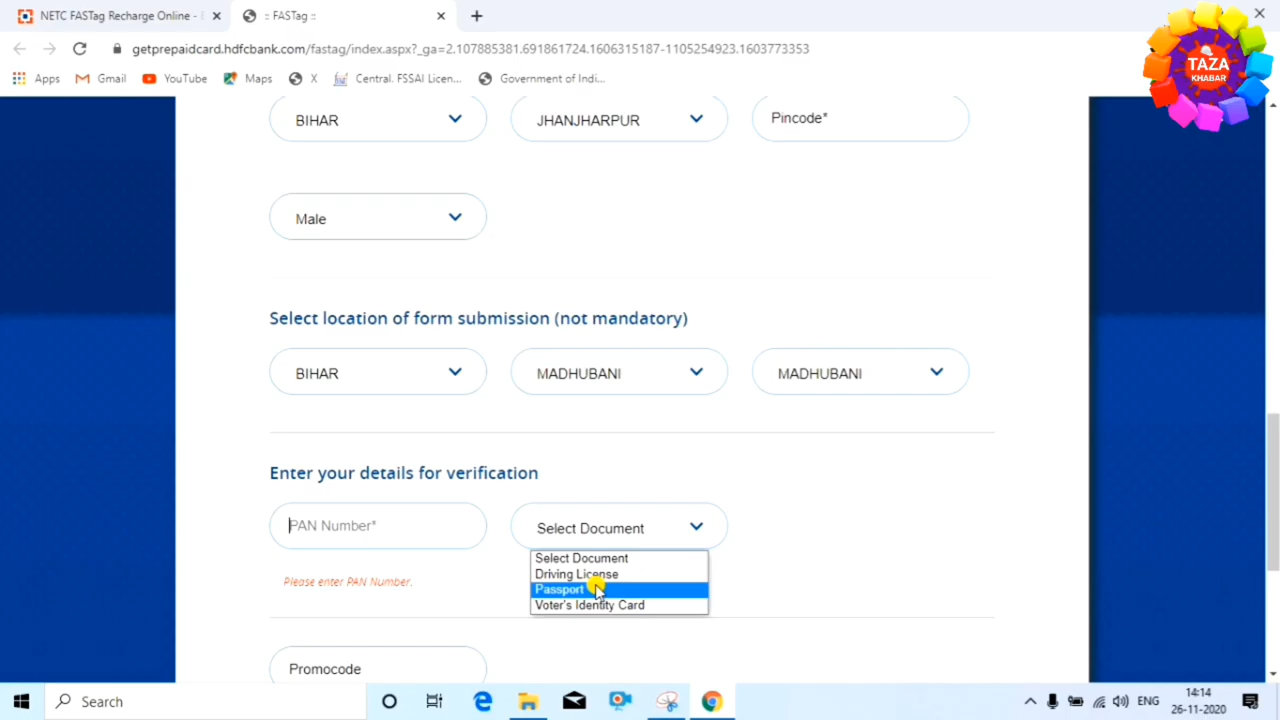 NETC FASTag Recharge Online -
:: FASTag ::
getprepaidcard.hdfcbank.com/fastag/index.aspx?_ga=2.107885381.691861724.1606315187-1105254923.1603773353
Apps
Gmail
YouTube
Maps
X
Central. FSSAI Licen...
Government of Indi...
TAZA
KHABAR
BIHAR
JHANJHARPUR
Pincode*
Male
Select location of form submission (not mandatory)
BIHAR
MADHUBANI
MADHUBANI
Enter your details for verification
PAN Number*
Select Document
Please enter PAN Number.
Select Document
Driving License
Passport
Voter's Identity Card
Promocode
Search
ENG
14:14
26-11-2020